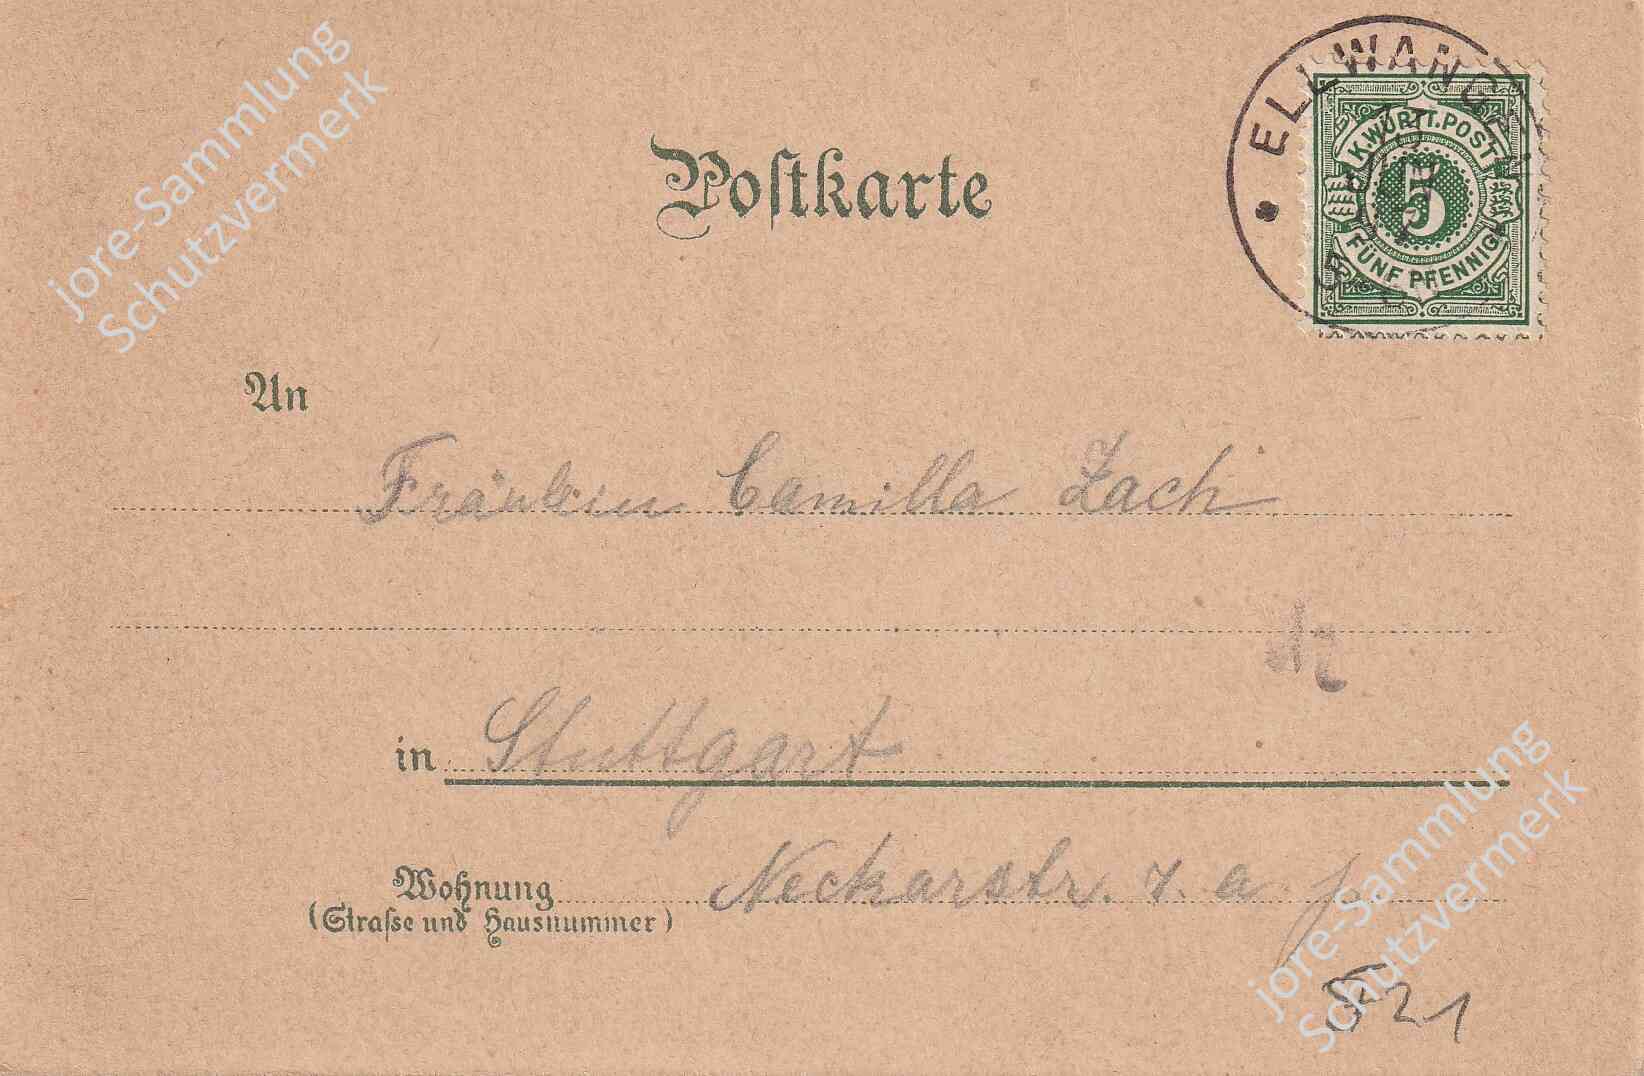 jore-Sammlung
Schutzvermerk
ELLWANGEN
K.WÜRTT.POST
5
FÜNF PFENNIG
Postkarte
An
Fräulein Camilla Zach
in Stuttgart
Wohnung Neckarstr. 7. a
(Straſse und Hausnummer)
521
jore-Sammlung
Schutzvermerk